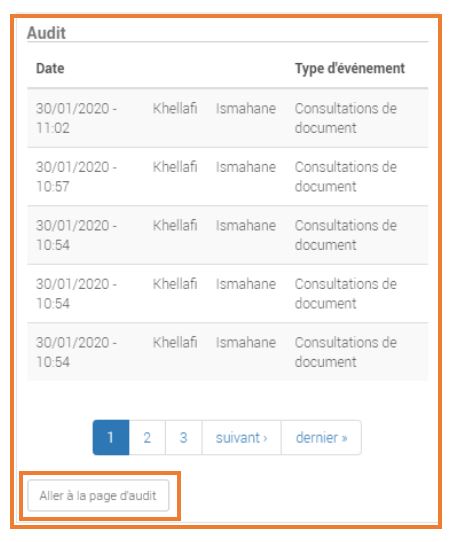 Audit
Date Type d'événement
30/01/2020 - Khellafi Ismahane Consultations de
11:02 document
30/01/2020 - Khellafi Ismahane Consultations de
10:57 document
30/01/2020 - Khellafi Ismahane Consultations de
10:54 document
30/01/2020 - Khellafi Ismahane Consultations de
10:54 document
30/01/2020 - Khellafi Ismahane Consultations de
10:54 document
1 2 3 suivant › dernier »
Aller à la page d'audit